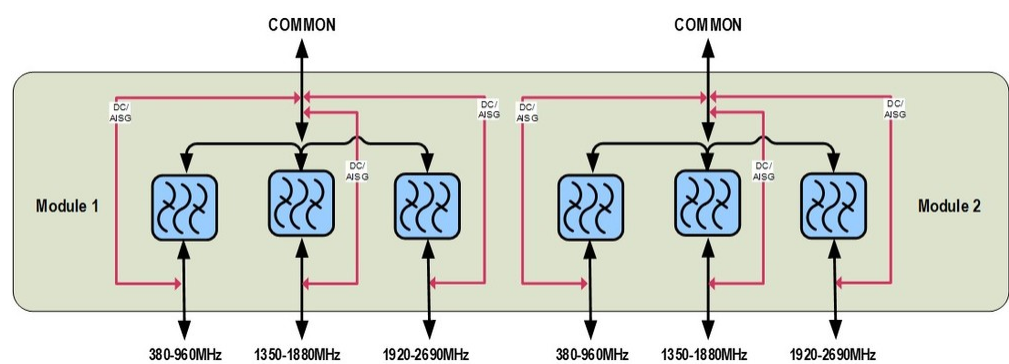 COMMON
COMMON
DC/
AISG
DC/
AISG
DC/
AISG
DC/
AISG
DC/
AISG
DC/
AISG
Module 1
Module 2
380-960MHz
1350-1880MHz
1920-2690MHz
380-960MHz
1350-1880MHz
1920-2690MHz